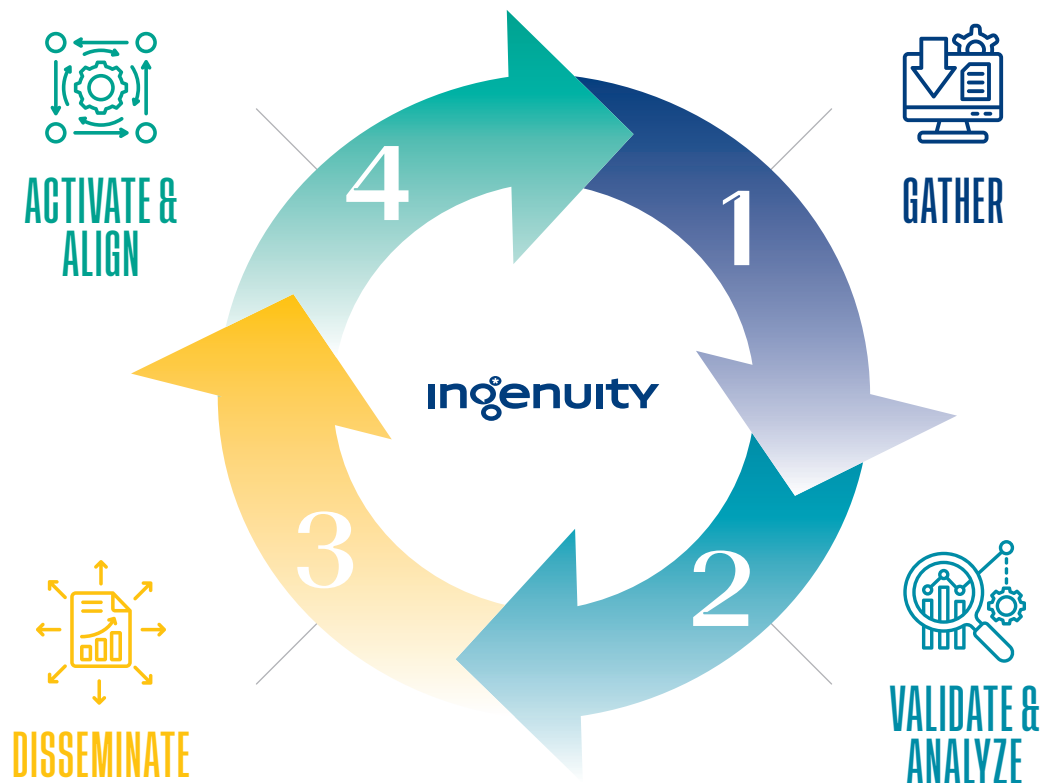 ACTIVATE &
ALIGN
4
1
GATHER
ingenuity
3
2
DISSEMINATE
VALIDATE &
ANALYZE